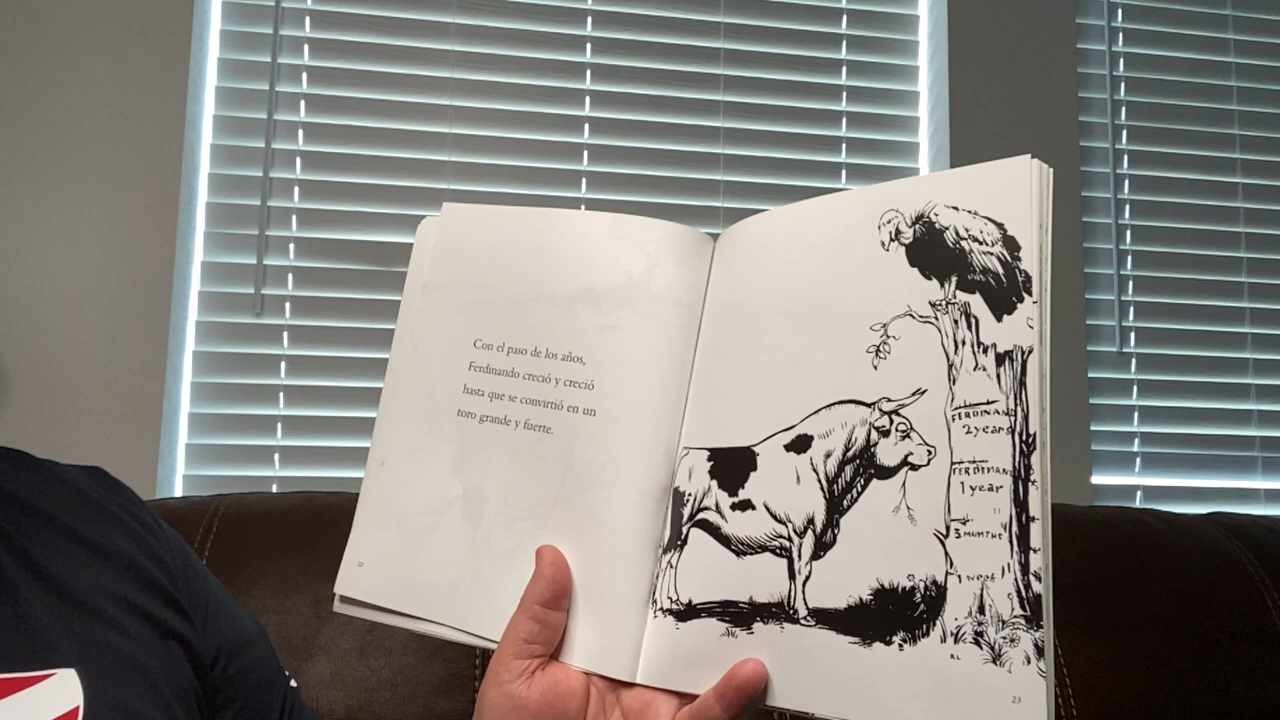 Con el paso de los años,
Ferdinando creció y creció
hasta que se convirtió en un
toro grande y fuerte.
22
FERDINAND
2 years
FERDINAND
1 year
3 MONTHS
1 WEEK
RL
23